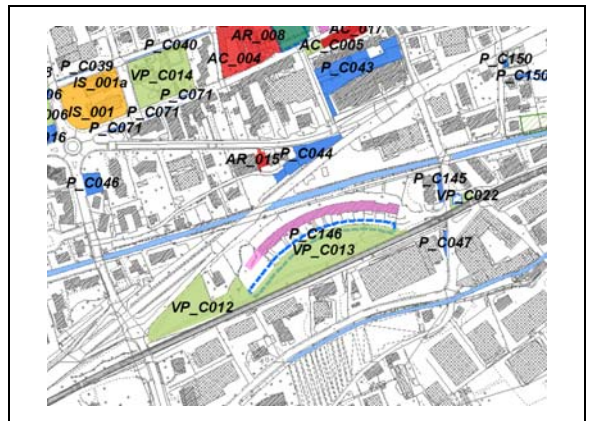 AC_017
AR_008
P_C040
AC_C005
P_C039
AC_004
P_C150
VP_C014
P_C043
IS_001a
P_C150
P_C071
IS_001
P_C071
P_C071
AR_015
P_C044
P_C046
P_C145
VP_C022
P_C146
VP_C013
P_C047
VP_C012